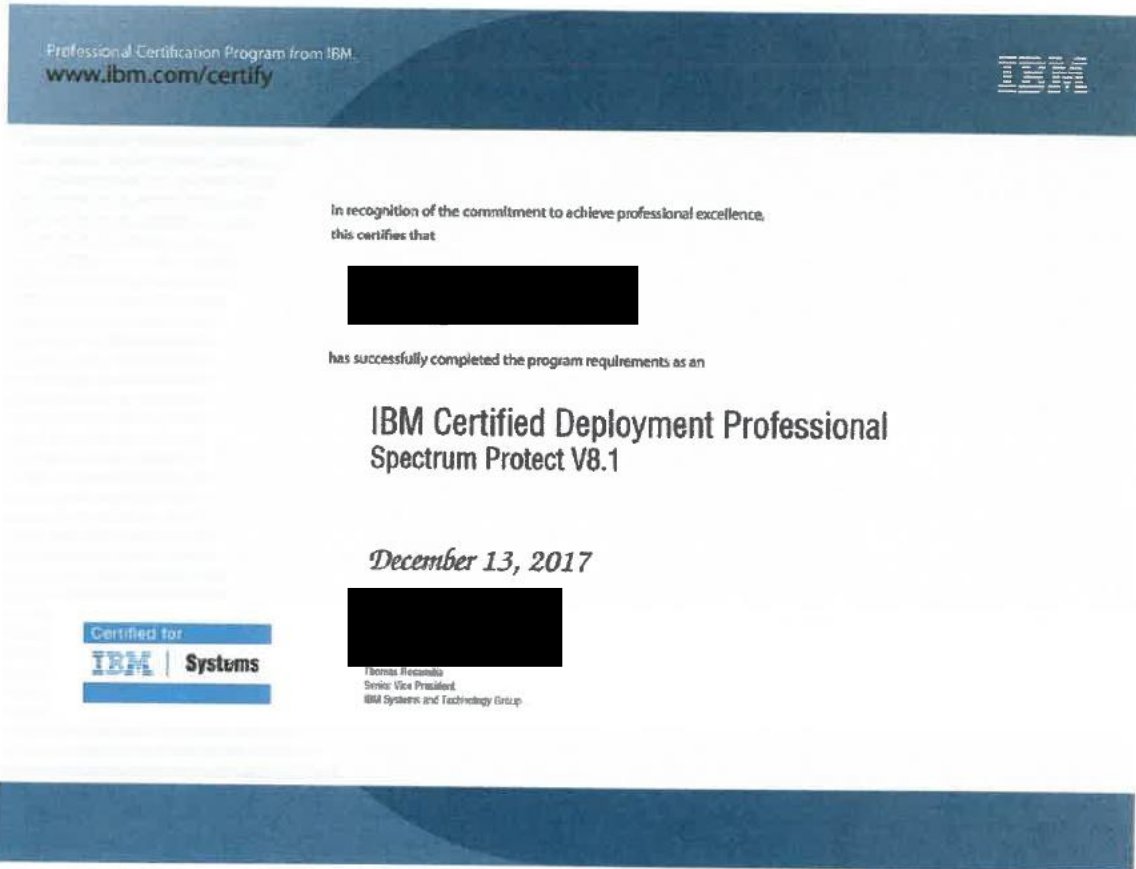 Professional Certification Program from IBM.
www.ibm.com/certify
IBM
In recognition of the commitment to achieve professional excellence,
this certifies that
has successfully completed the program requirements as an
IBM Certified Deployment Professional
Spectrum Protect V8.1
December 13, 2017
Certified for
IBM | Systems
Thomas
Senior Vice President
IBM Systems and Technology Group